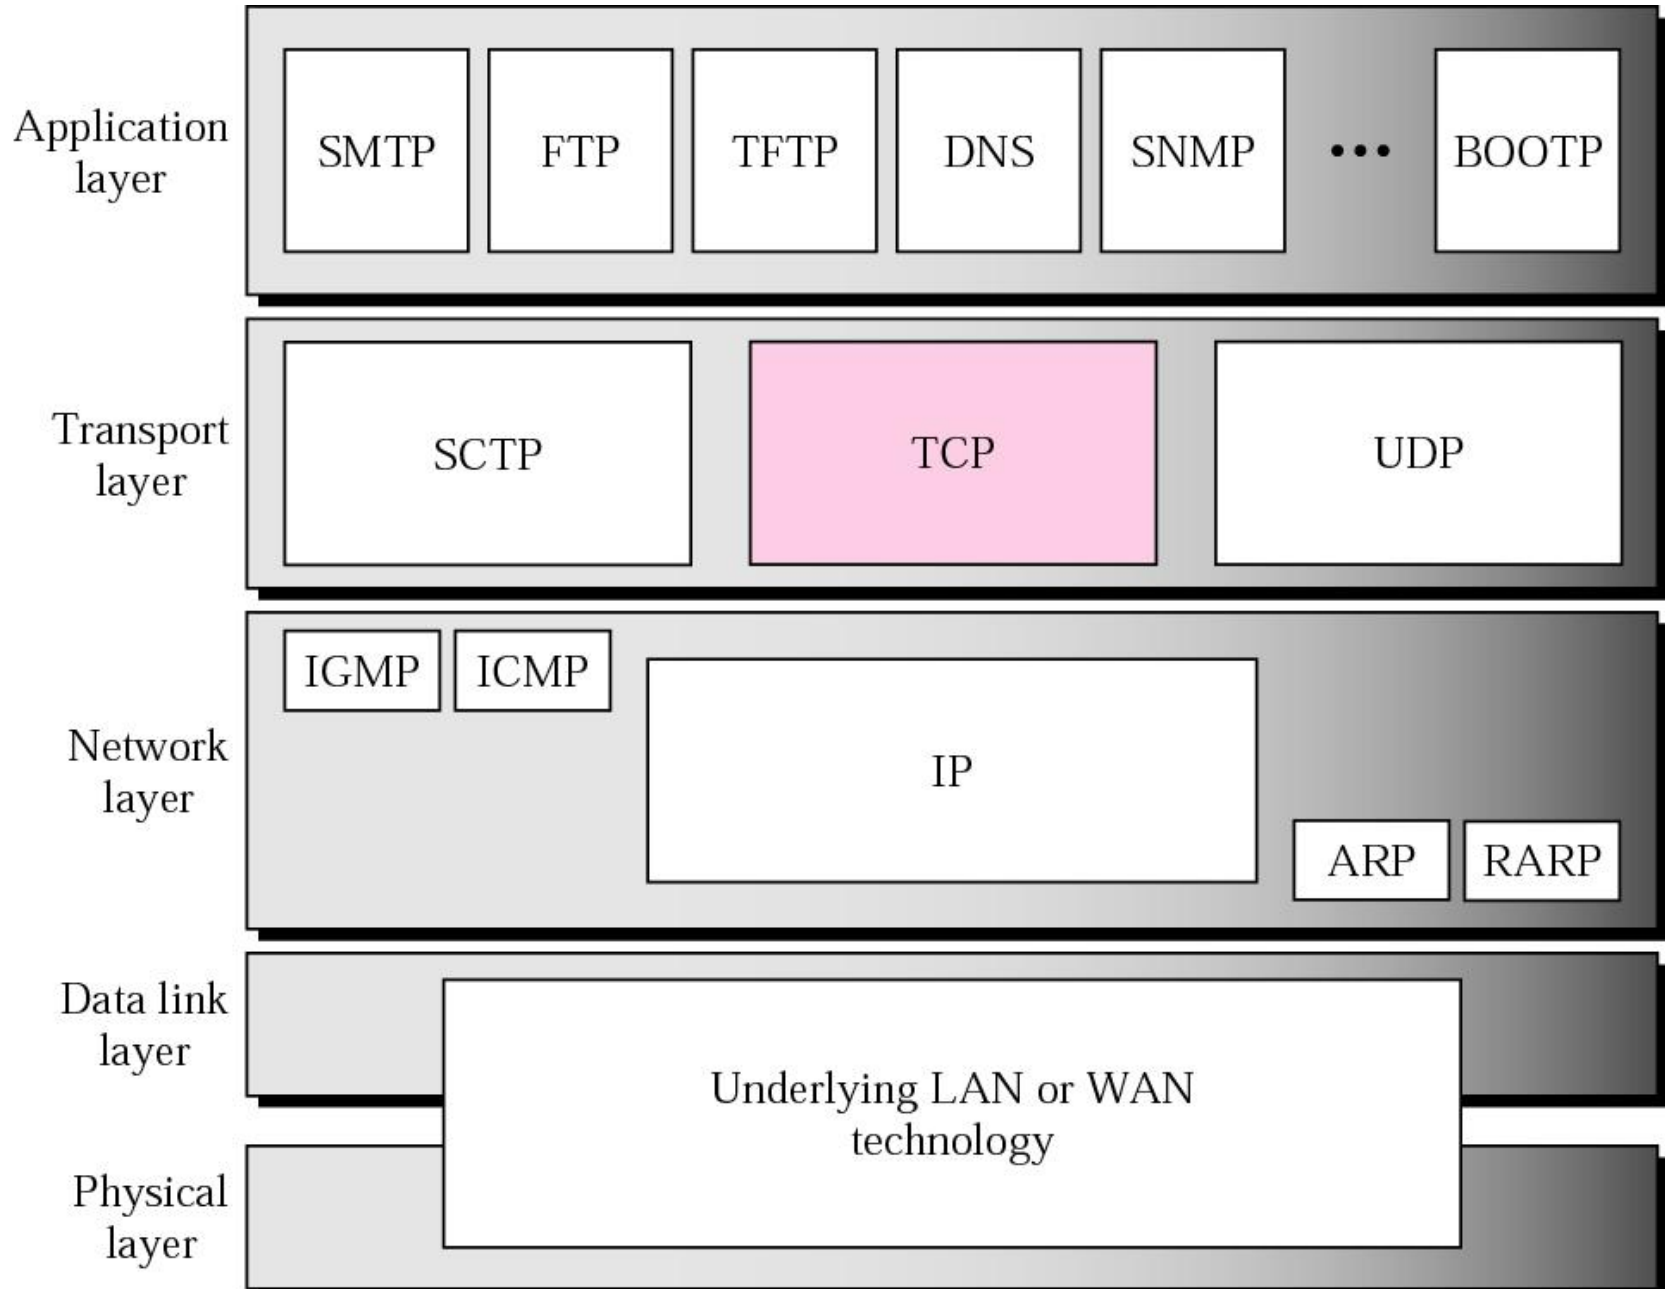 Application
layer
SMTP
FTP
TFTP
DNS
SNMP
•••
BOOTP
Transport
layer
SCTP
TCP
UDP
Network
layer
IGMP
ICMP
IP
ARP
RARP
Data link
layer
Underlying LAN or WAN
technology
Physical
layer